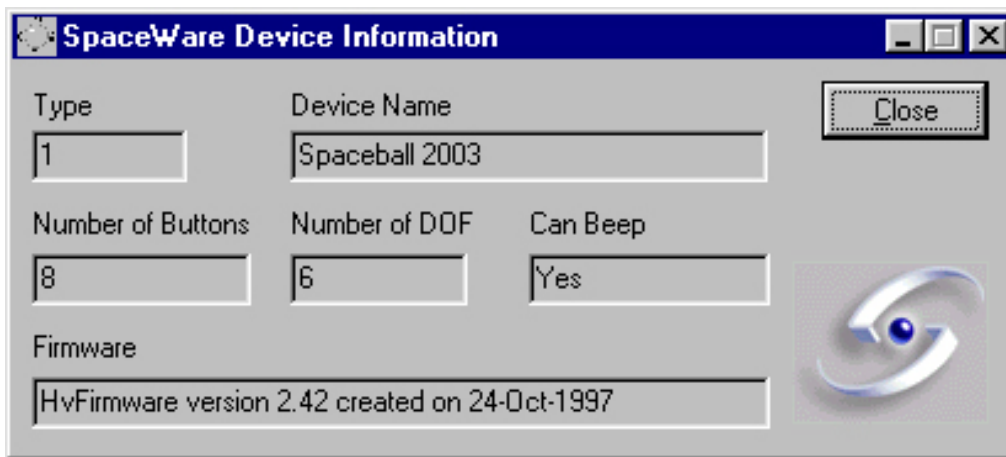 SpaceWare Device Information
Type Device Name Close
1 Spaceball 2003
Number of Buttons Number of DOF Can Beep
8 6 Yes
Firmware
HvFirmware version 2.42 created on 24-Oct-1997